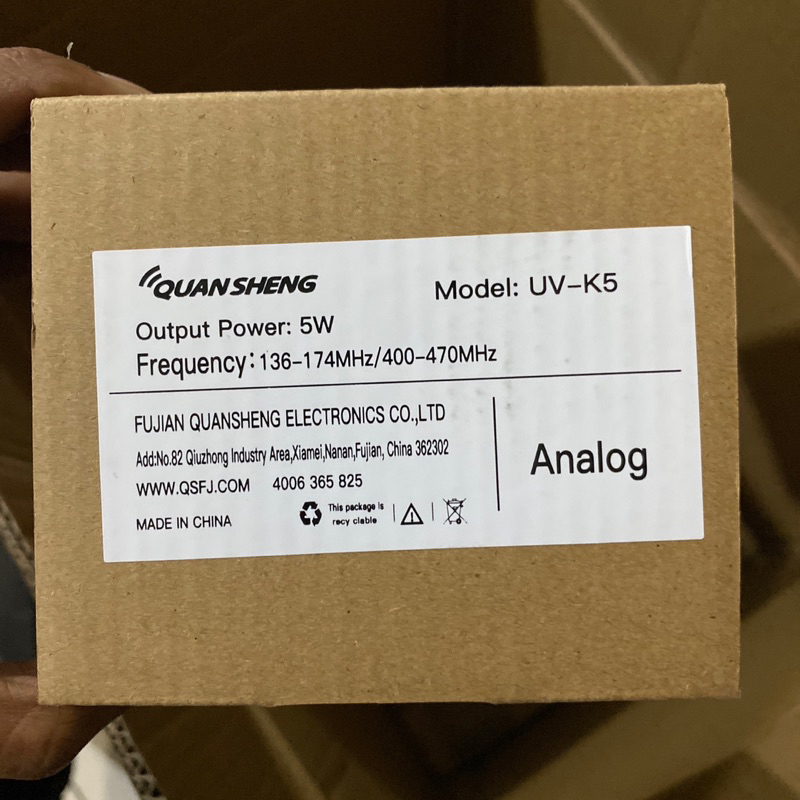 QUANSHENG
Model: UV-K5
Output Power: 5W
Frequency: 136-174MHz/400-470MHz
FUJIAN QUANSHENG ELECTRONICS CO.,LTD
Add:No.82 Qiuzhong Industry Area,Xiamei,Nanan,Fujian, China 362302
WWW.QSFJ.COM 4006 365 825
MADE IN CHINA
This package is
recy clable
Analog